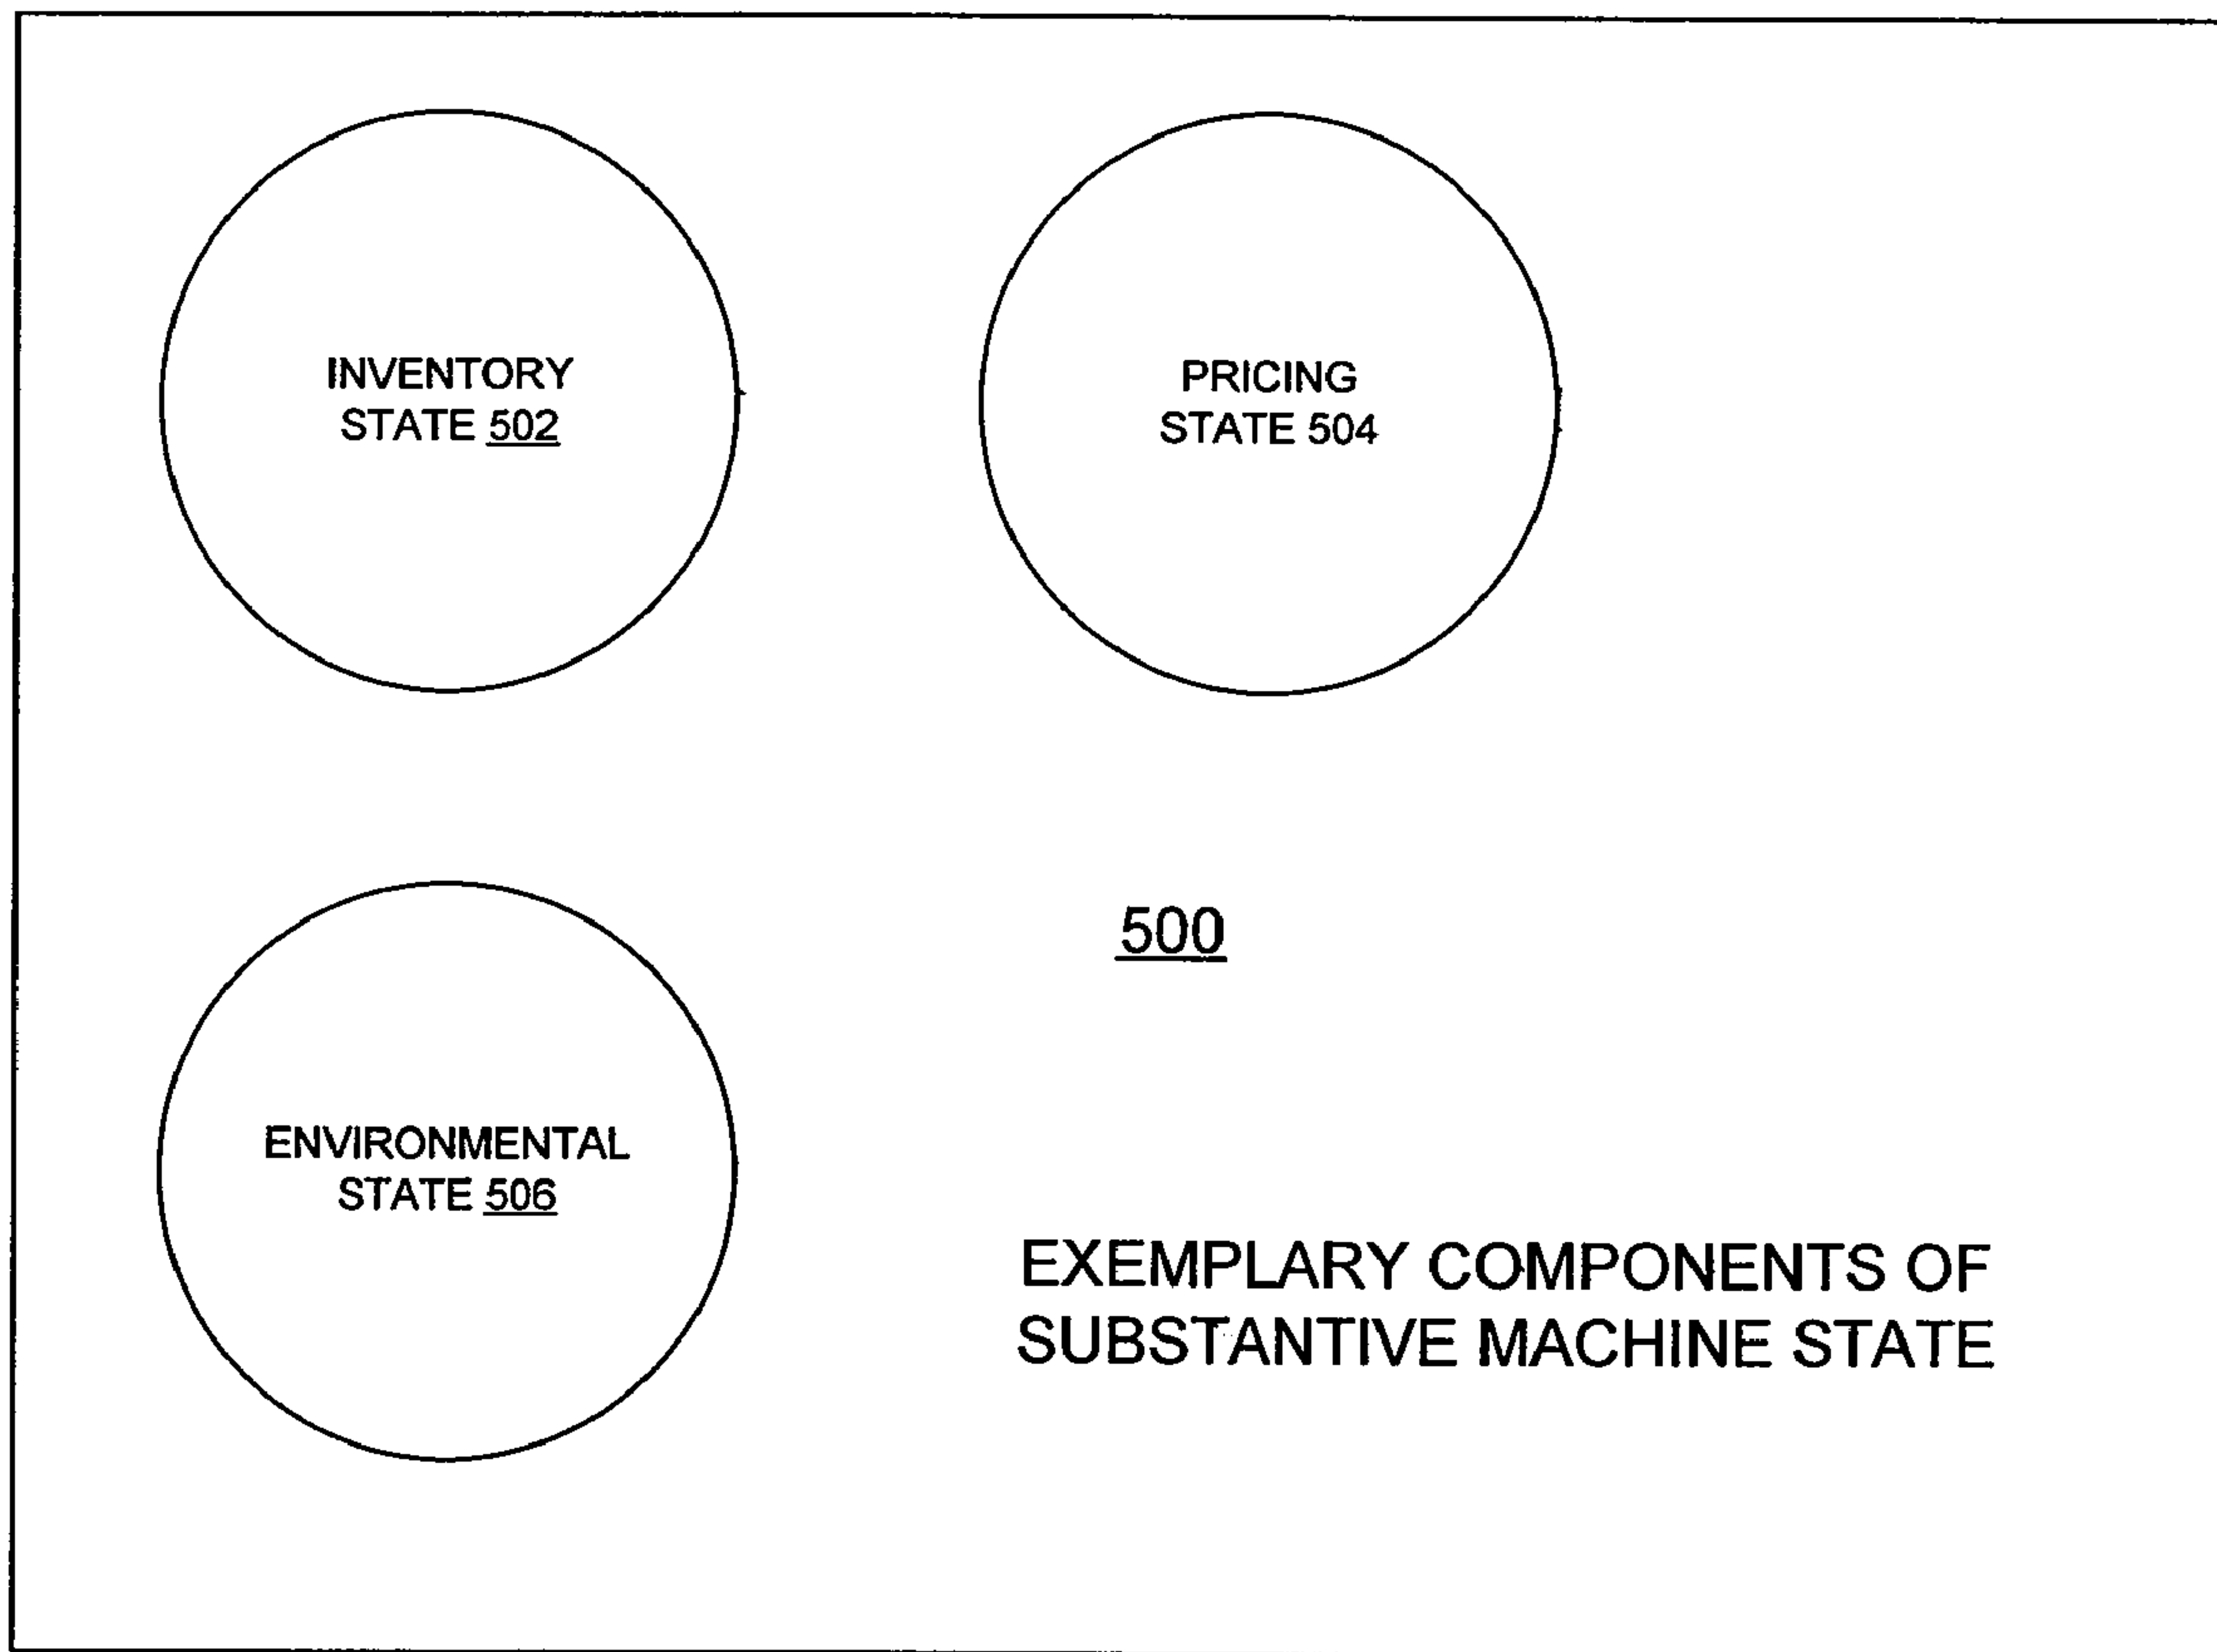 INVENTORY
STATE 502
PRICING
STATE 504
ENVIRONMENTAL
STATE 506
500
EXEMPLARY COMPONENTS OF
SUBSTANTIVE MACHINE STATE